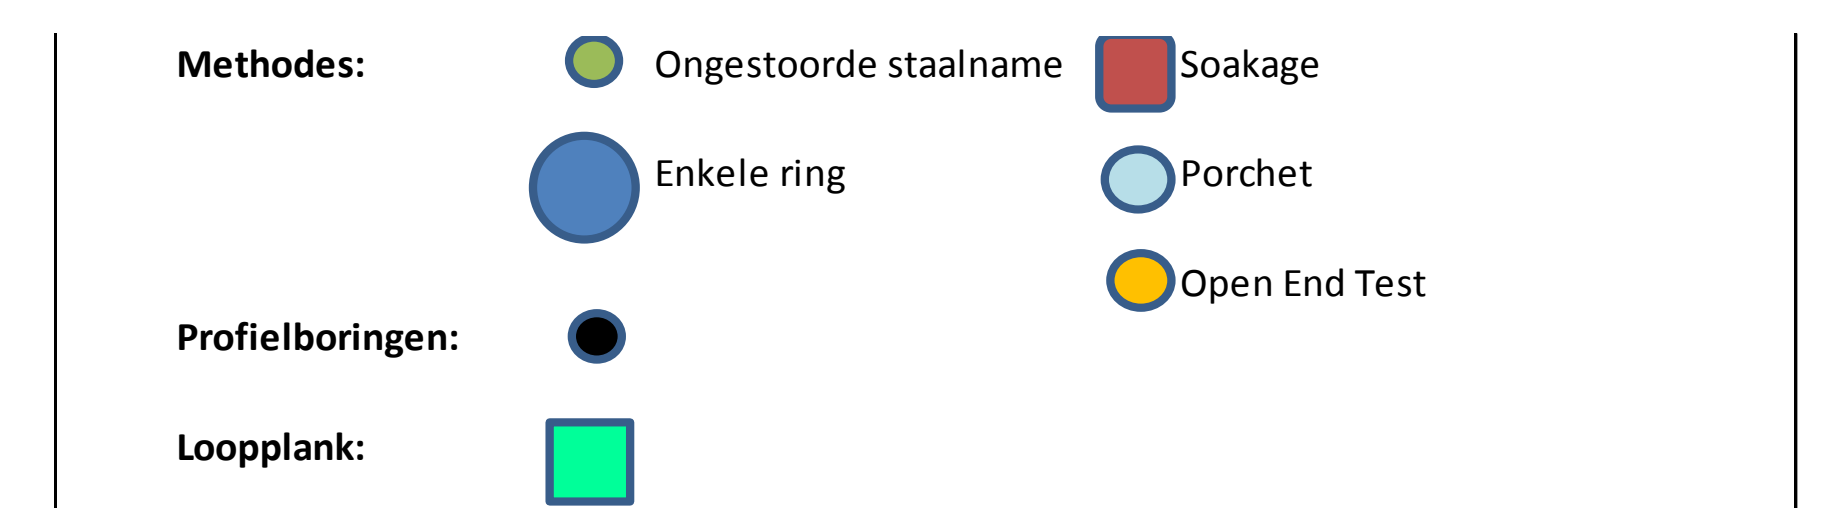 Methodes: Ongestoorde staalname Soakage
Enkele ring Porchet
Open End Test
Profielboringen:
Loopplank: